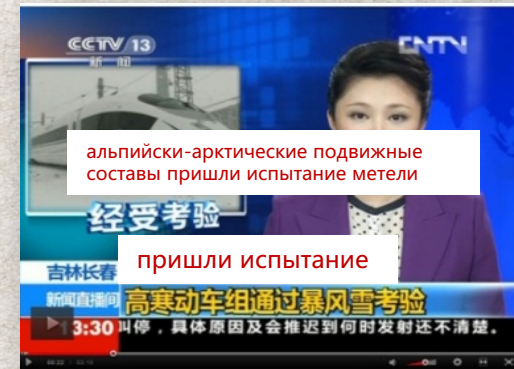 CCTV 13
新闻
CNTV
альпийски-арктические подвижные
составы пришли испытание метели
经受考验
пришли испытание
吉林长春
新闻直播间
高寒动车组通过暴风雪考验
13:30 叫停，具体原因及会推迟到何时发射还不清楚。